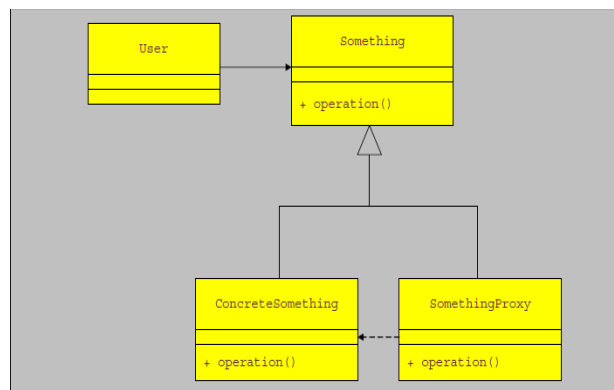 User
Something
+ operation()
ConcreteSomething
SomethingProxy
+ operation()
+ operation()